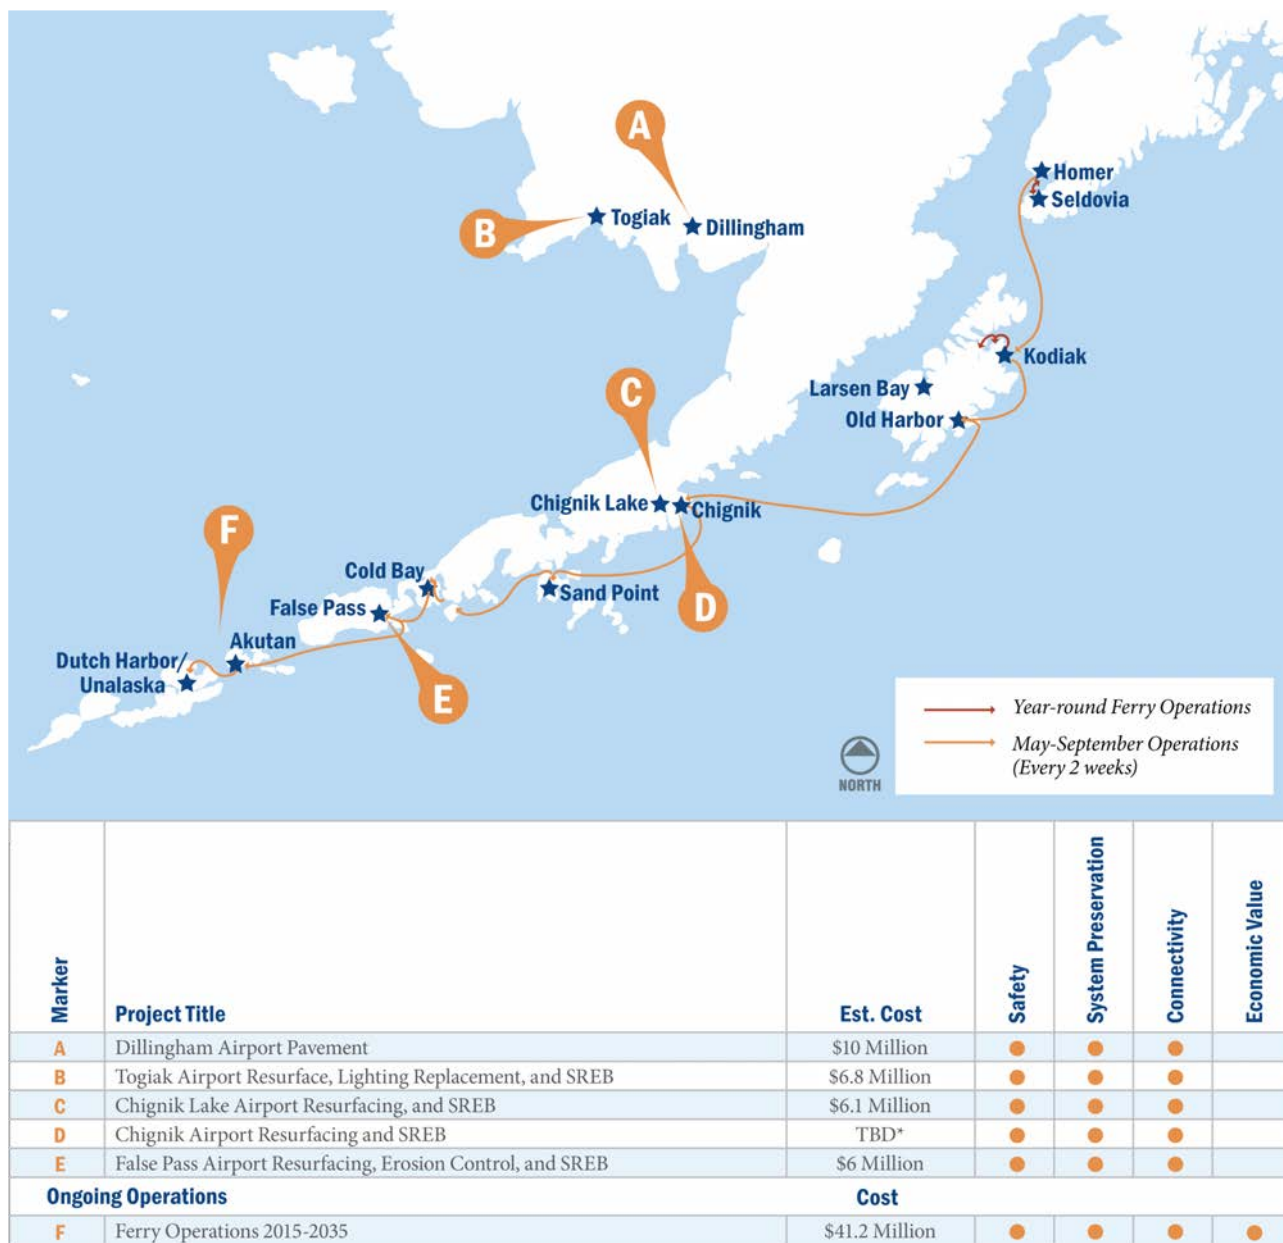 A
Homer
Seldovia
B
Togiak
Dillingham
Kodiak
Larsen Bay
Old Harbor
C
Chignik Lake
Chignik
F
Cold Bay
Sand Point
D
False Pass
Akutan
Dutch Harbor/
Unalaska
E
Year-round Ferry Operations
May-September Operations
(Every 2 weeks)
NORTH
Marker Project Title Est. Cost Safety System Preservation Connectivity Economic Value
A Dillingham Airport Pavement $10 Million
B Togiak Airport Resurface, Lighting Replacement, and SREB $6.8 Million
C Chignik Lake Airport Resurfacing, and SREB $6.1 Million
D Chignik Airport Resurfacing and SREB TBD*
E False Pass Airport Resurfacing, Erosion Control, and SREB $6 Million
Ongoing Operations Cost
F Ferry Operations 2015-2035 $41.2 Million